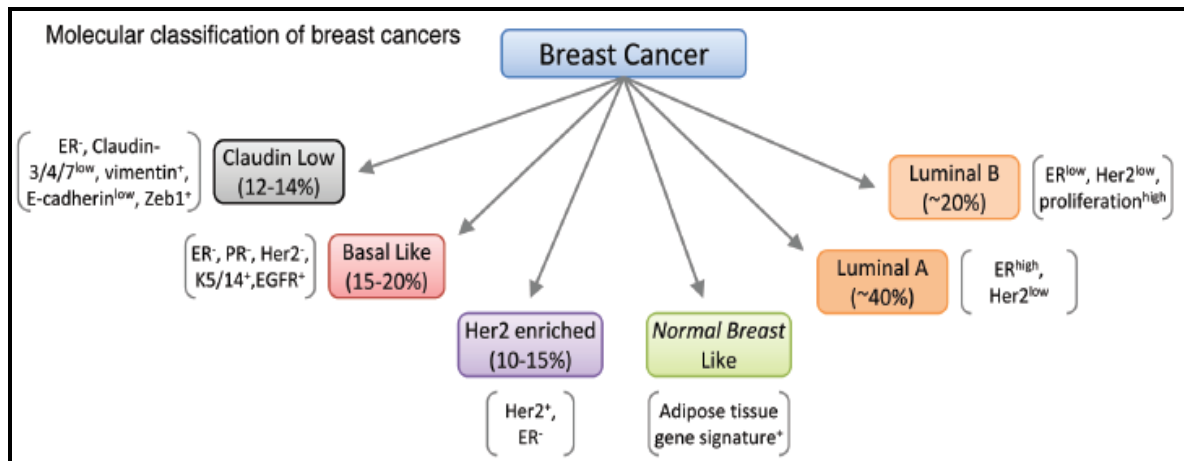 Molecular classification of breast cancers
Breast Cancer
ER⁻, Claudin-
3/4/7ˡᵒʷ, vimentin⁺,
E-cadherinˡᵒʷ, Zeb1⁺
Claudin Low
(12-14%)
ER⁻, PR⁻, Her2⁻,
K5/14⁺,EGFR⁺
Basal Like
(15-20%)
Her2 enriched
(10-15%)
Her2⁺,
ER⁻
Normal Breast
Like
Adipose tissue
gene signature⁺
Luminal A
(~40%)
ERʰⁱᵍʰ,
Her2ˡᵒʷ
Luminal B
(~20%)
ERˡᵒʷ, Her2ˡᵒʷ,
proliferationʰⁱᵍʰ